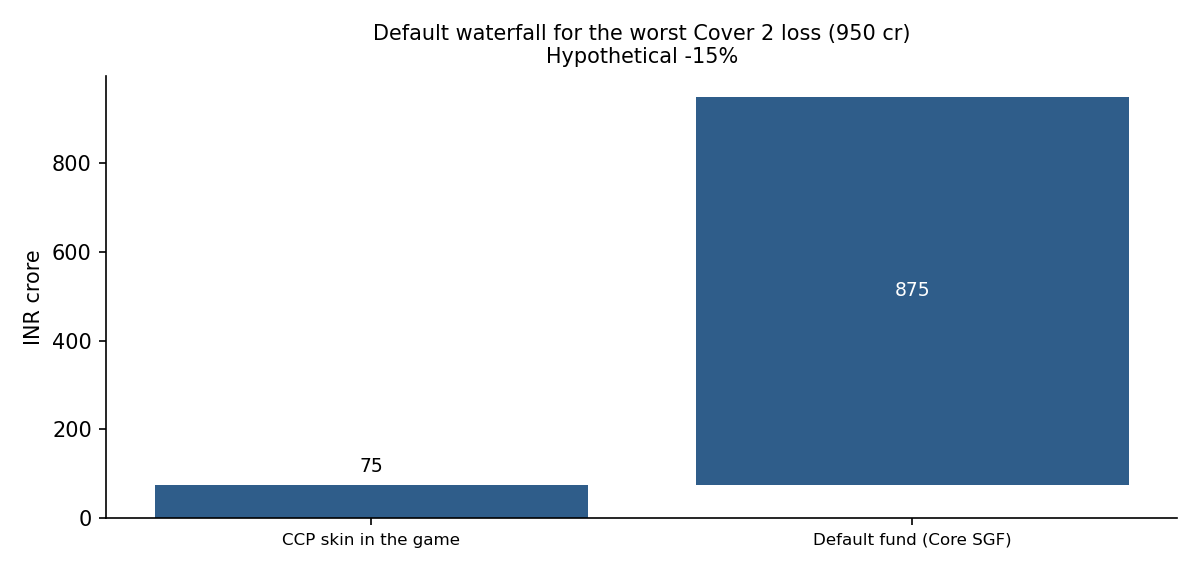 Default waterfall for the worst Cover 2 loss (950 cr)
Hypothetical -15%
INR crore
800
600
400
200
0
75
875
CCP skin in the game
Default fund (Core SGF)